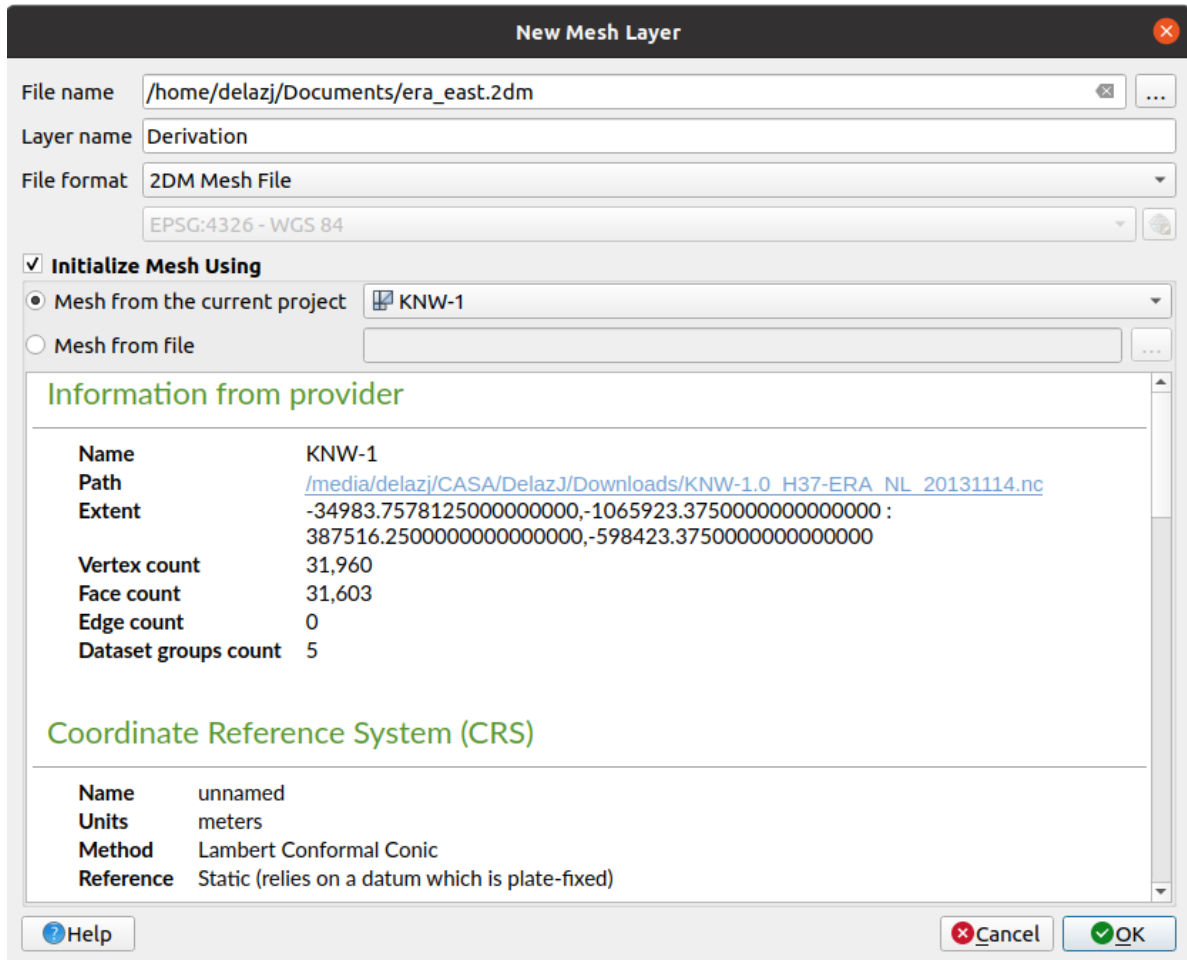 New Mesh Layer
File name /home/delazj/Documents/era_east.2dm ...
Layer name Derivation
File format 2DM Mesh File
EPSG:4326 - WGS 84
Initialize Mesh Using
Mesh from the current project KNW-1
Mesh from file ...
Information from provider
Name KNW-1
Path /media/delazj/CASA/DelazJ/Downloads/KNW-1.0_H37-ERA_NL_20131114.nc
Extent -34983.7578125000000000,-1065923.3750000000000000 :
387516.2500000000000000,-598423.3750000000000000
Vertex count 31,960
Face count 31,603
Edge count 0
Dataset groups count 5
Coordinate Reference System (CRS)
Name unnamed
Units meters
Method Lambert Conformal Conic
Reference Static (relies on a datum which is plate-fixed)
Help Cancel OK